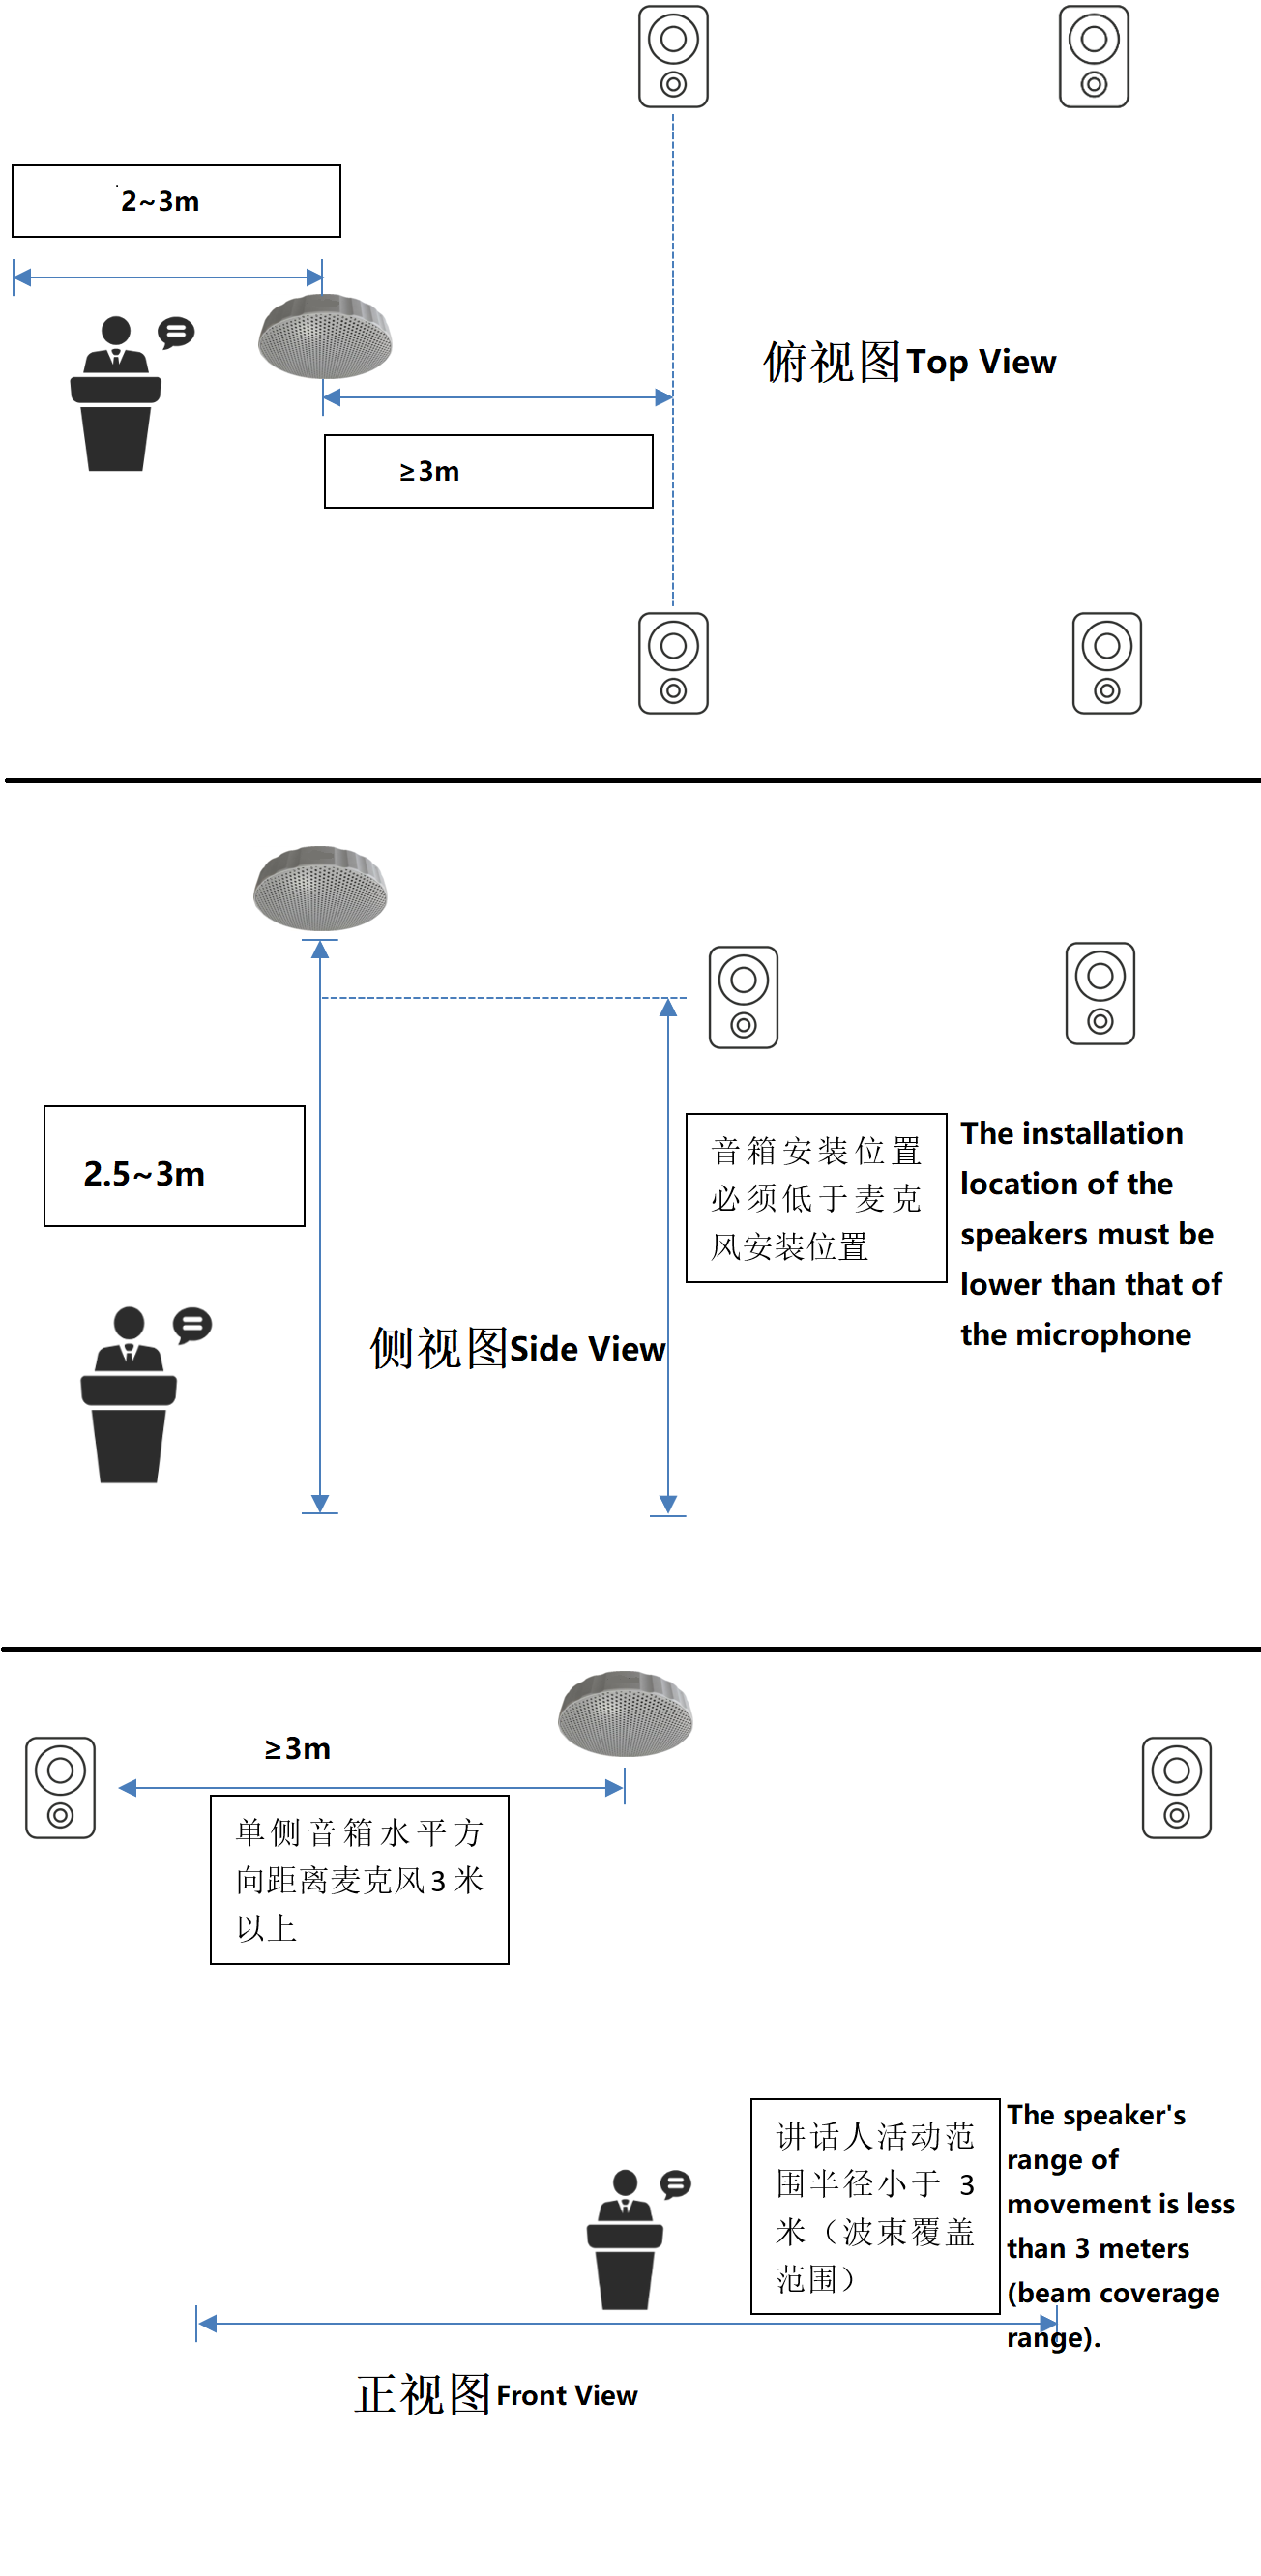 2~3m
俯视图Top View
≥3m
2.5~3m
音箱安装位置
必须低于麦克
风安装位置
The installation
location of the
speakers must be
lower than that of
the microphone
侧视图Side View
≥3m
单侧音箱水平方
向距离麦克风3米
以上
讲话人活动范
围半径小于 3
米（波束覆盖
范围）
The speaker's
range of
movement is less
than 3 meters
(beam coverage
range).
正视图Front View